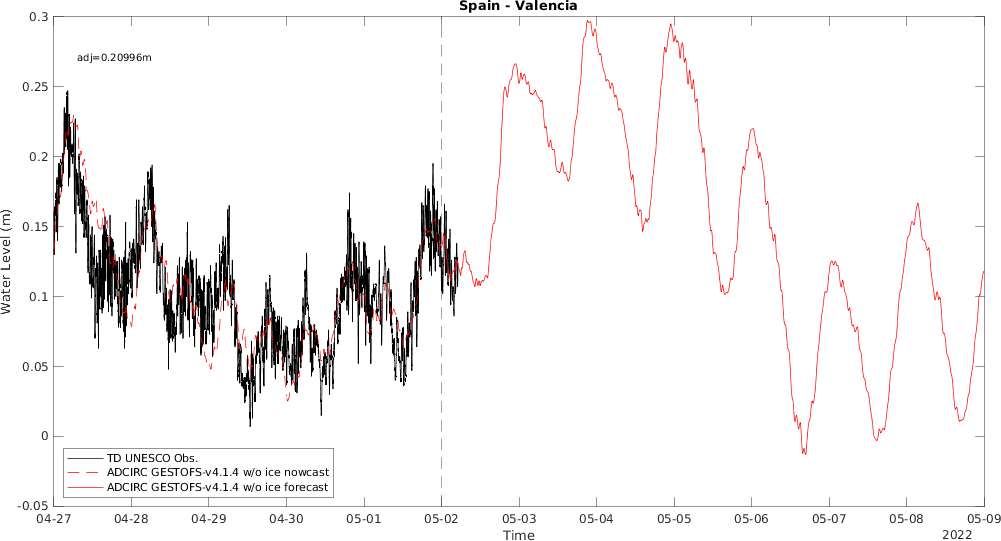 Spain - Valencia
adj=0.20996m
0.3
0.25
0.2
0.15
0.1
0.05
0
-0.05
Water Level (m)
TD UNESCO Obs.
ADCIRC GESTOFS-v4.1.4 w/o ice nowcast
ADCIRC GESTOFS-v4.1.4 w/o ice forecast
04-27 04-28 04-29 04-30 05-01 05-02 05-03 05-04 05-05 05-06 05-07 05-08 05-09
Time
2022